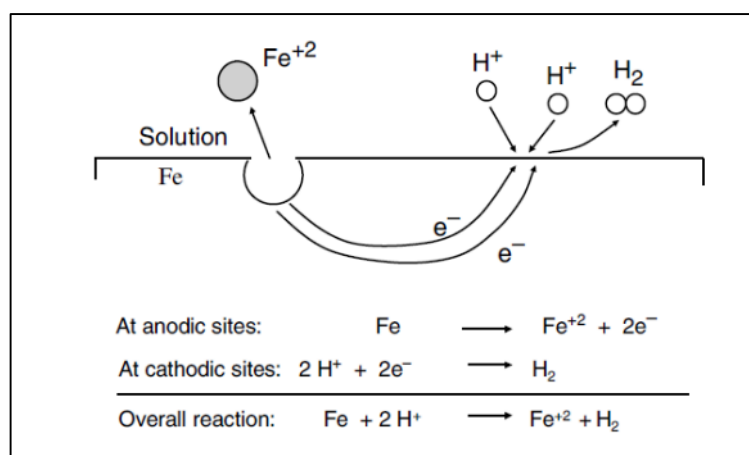 Fe⁺²
H⁺ H⁺ H₂
Solution
Fe
e⁻
e⁻
At anodic sites: Fe → Fe⁺² + 2e⁻
At cathodic sites: 2 H⁺ + 2e⁻ → H₂
Overall reaction: Fe + 2 H⁺ → Fe⁺² + H₂